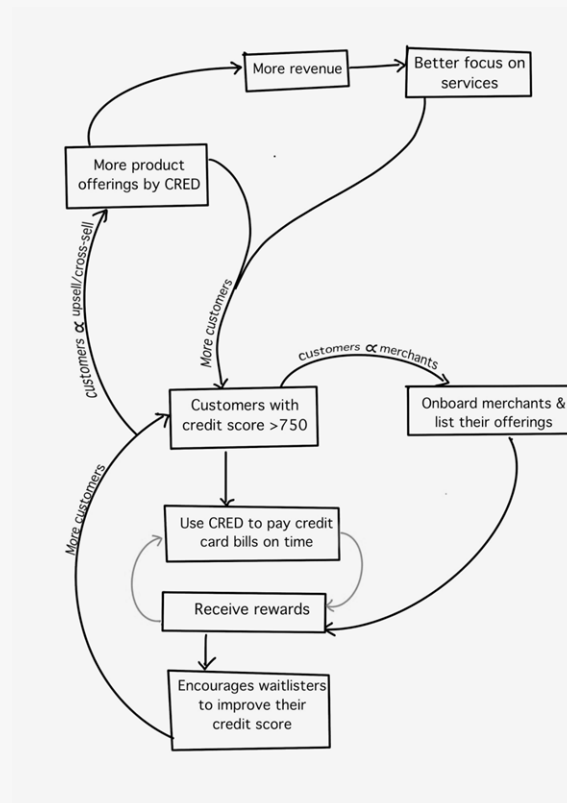 More revenue
Better focus on
services
More product
offerings by CRED
customers ∝ upsell/cross-sell
More customers
customers ∝ merchants
Customers with
credit score >750
Onboard merchants &
list their offerings
More customers
Use CRED to pay credit
card bills on time
Receive rewards
Encourages waitlisters
to improve their
credit score